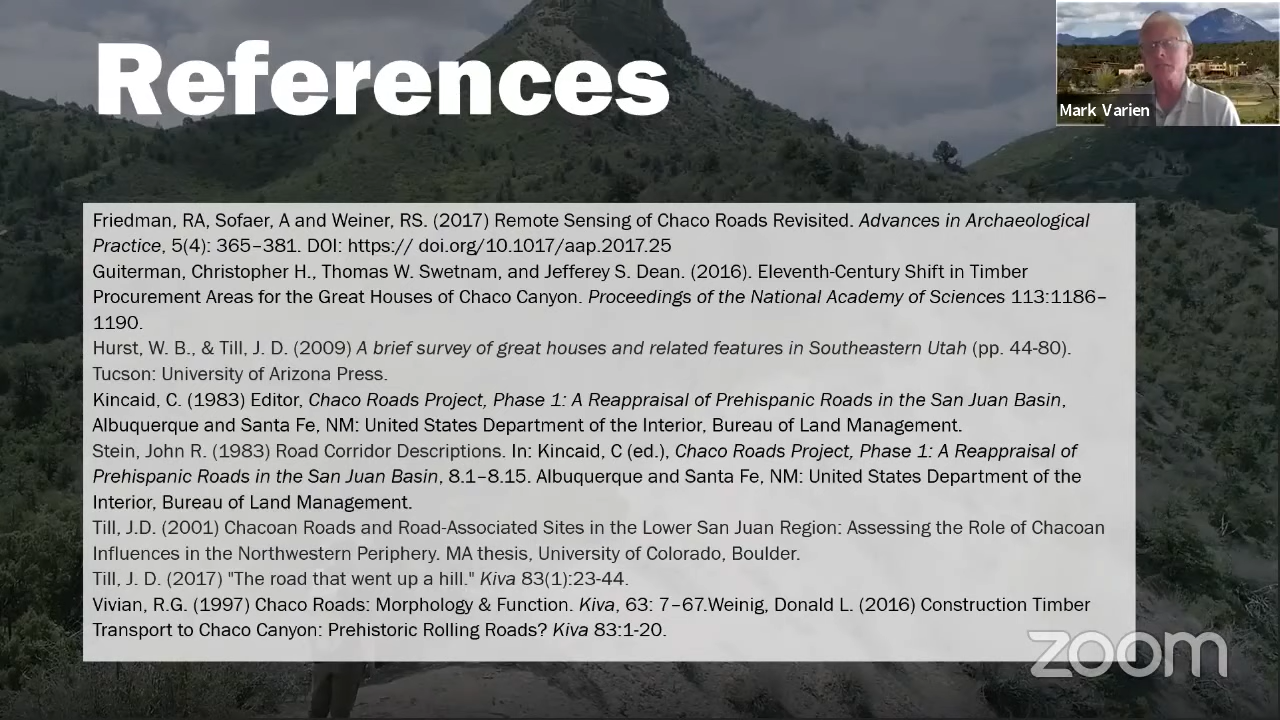 References
Mark Varien
Friedman, RA, Sofaer, A and Weiner, RS. (2017) Remote Sensing of Chaco Roads Revisited. Advances in Archaeological
Practice, 5(4): 365–381. DOI: https:// doi.org/10.1017/aap.2017.25
Guiterman, Christopher H., Thomas W. Swetnam, and Jefferey S. Dean. (2016). Eleventh-Century Shift in Timber
Procurement Areas for the Great Houses of Chaco Canyon. Proceedings of the National Academy of Sciences 113:1186–
1190.
Hurst, W. B., & Till, J. D. (2009) A brief survey of great houses and related features in Southeastern Utah (pp. 44-80).
Tucson: University of Arizona Press.
Kincaid, C. (1983) Editor, Chaco Roads Project, Phase 1: A Reappraisal of Prehispanic Roads in the San Juan Basin,
Albuquerque and Santa Fe, NM: United States Department of the Interior, Bureau of Land Management.
Stein, John R. (1983) Road Corridor Descriptions. In: Kincaid, C (ed.), Chaco Roads Project, Phase 1: A Reappraisal of
Prehispanic Roads in the San Juan Basin, 8.1–8.15. Albuquerque and Santa Fe, NM: United States Department of the
Interior, Bureau of Land Management.
Till, J.D. (2001) Chacoan Roads and Road-Associated Sites in the Lower San Juan Region: Assessing the Role of Chacoan
Influences in the Northwestern Periphery. MA thesis, University of Colorado, Boulder.
Till, J. D. (2017) "The road that went up a hill." Kiva 83(1):23-44.
Vivian, R.G. (1997) Chaco Roads: Morphology & Function. Kiva, 63: 7–67.Weinig, Donald L. (2016) Construction Timber
Transport to Chaco Canyon: Prehistoric Rolling Roads? Kiva 83:1-20.
zoom